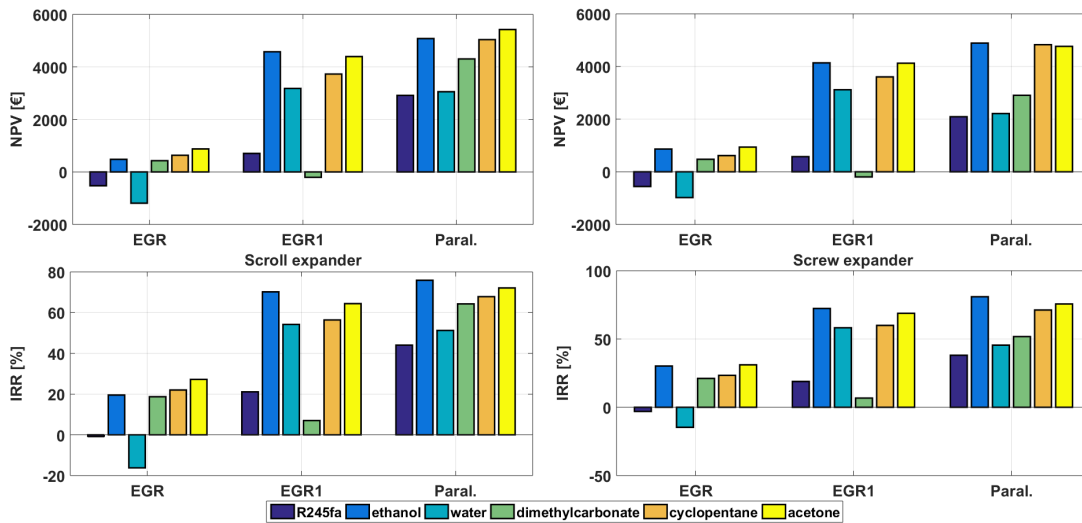 6000
4000
2000
0
-2000
NPV [€]
EGR
EGR1
Paral.
Scroll expander
6000
4000
2000
0
-2000
NPV [€]
EGR
EGR1
Paral.
Screw expander
80
60
40
20
0
-20
IRR [%]
EGR
EGR1
Paral.
100
50
0
-50
IRR [%]
EGR
EGR1
Paral.
R245fa ethanol water dimethylcarbonate cyclopentane acetone